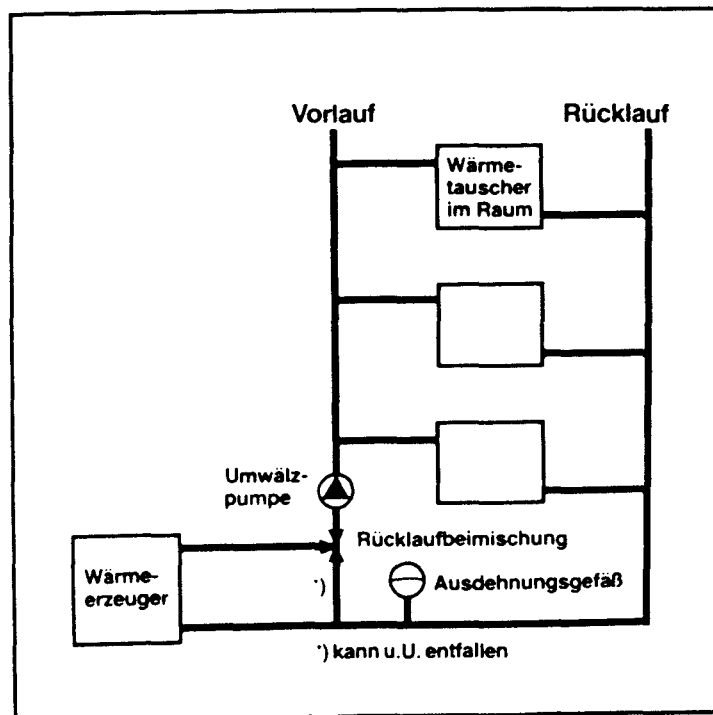 Vorlauf
Rücklauf
Wärme-
tauscher
im Raum
Umwälz-
pumpe
Rücklaufbeimischung
Wärme-
erzeuger
*)
Ausdehnungsgefäß
*) kann u.U. entfallen